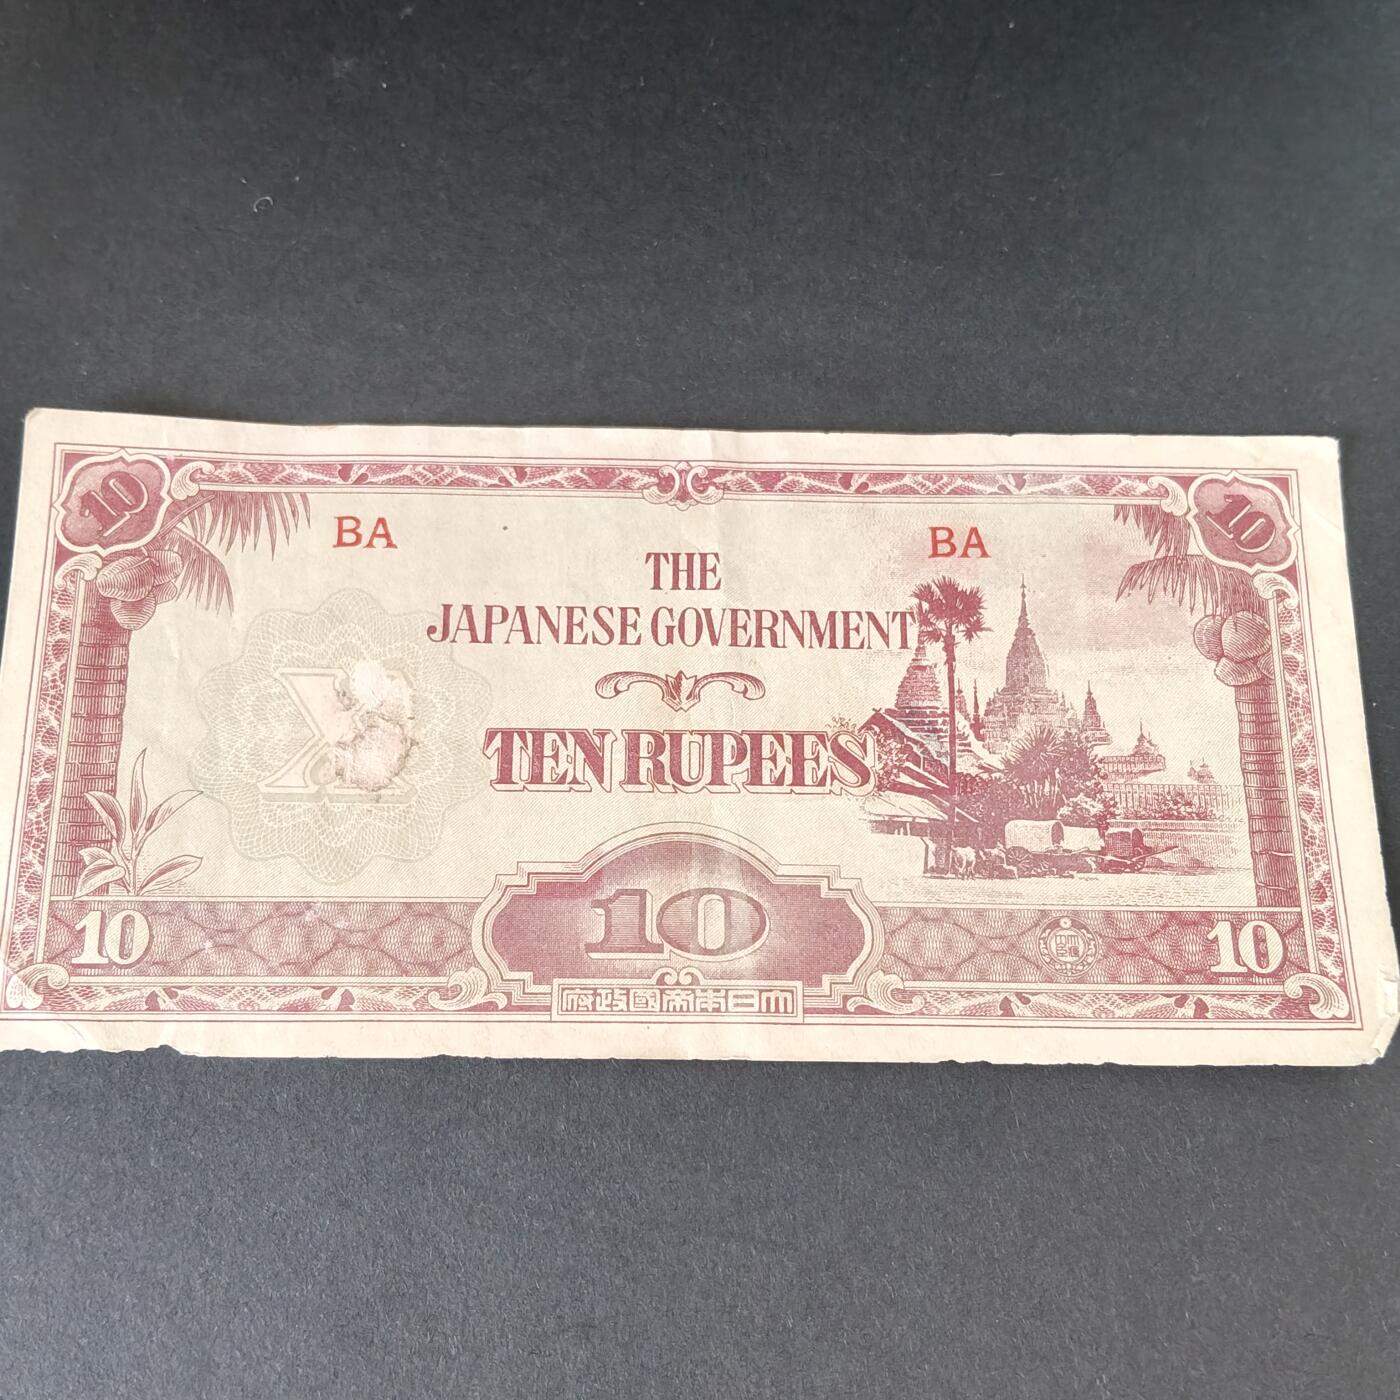 10
10
BA
BA
THE
JAPANESE GOVERNMENT
X
TEN RUPEES
10
10
10
府政國帝本日大